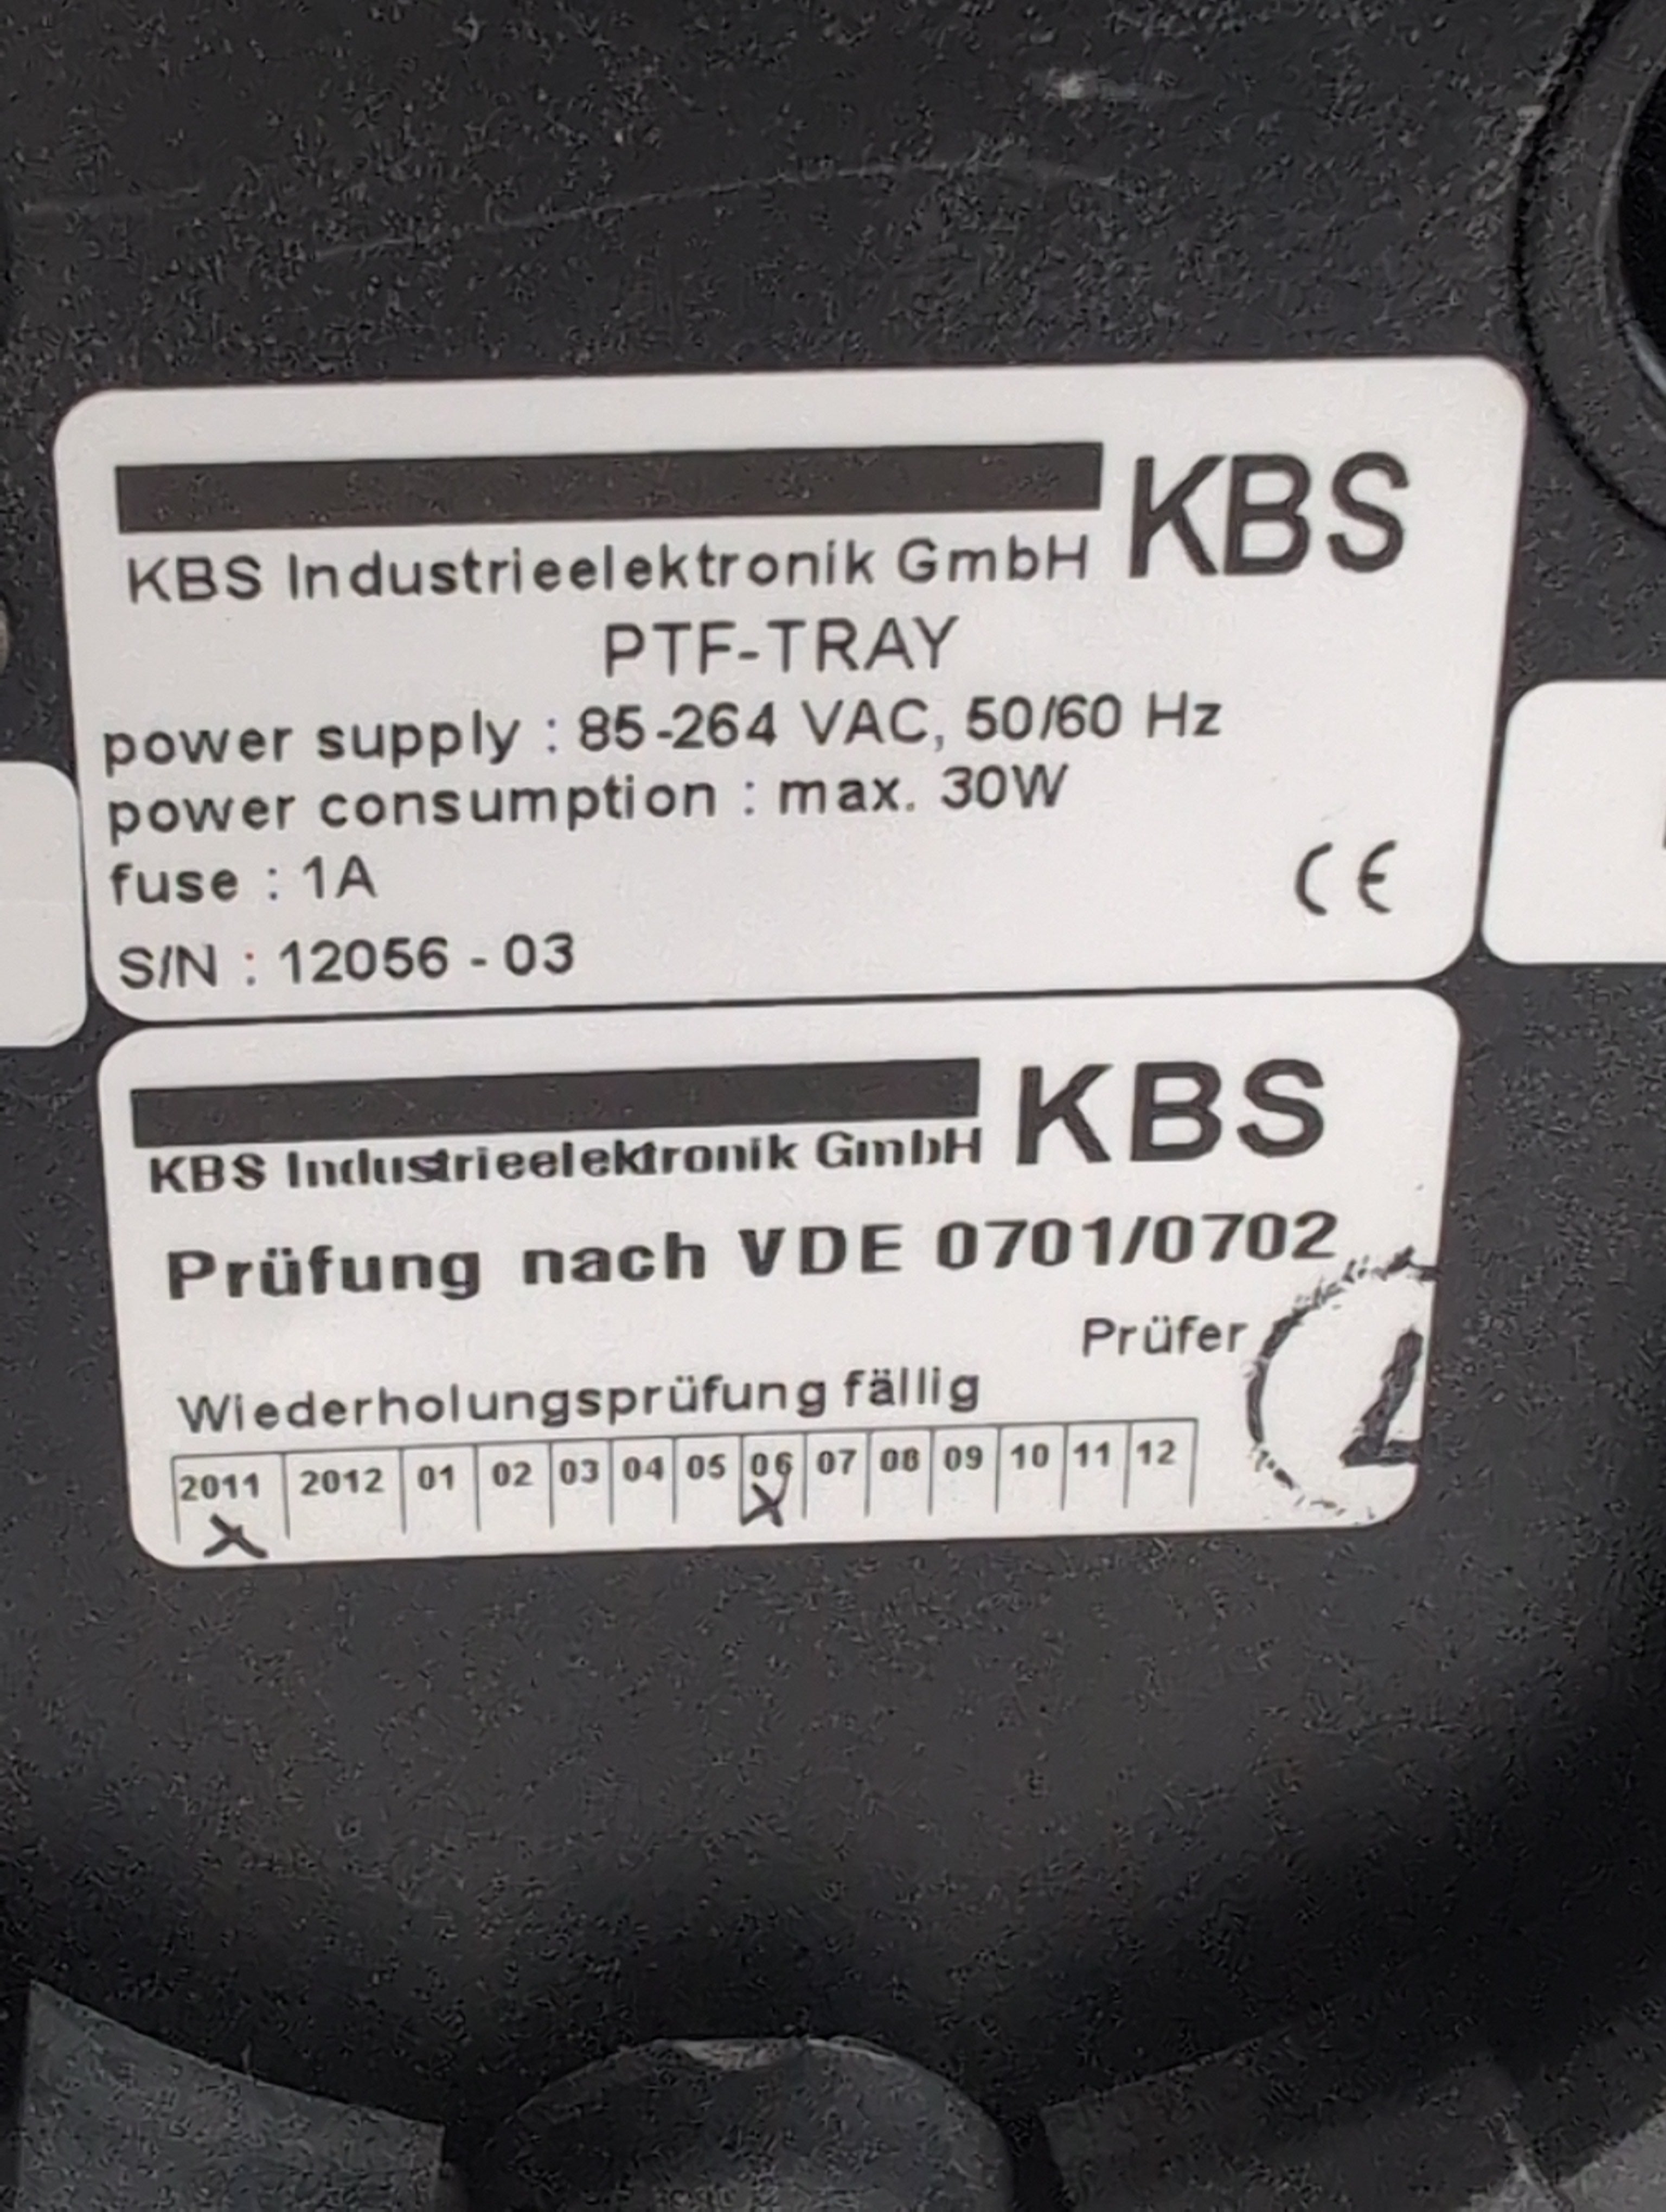 KBS
KBS Industrieelektronik GmbH
PTF-TRAY
power supply : 85-264 VAC, 50/60 Hz
power consumption : max. 30W
fuse : 1A
CE
S/N : 12056 - 03
KBS
KBS Industrieelektronik GmbH
Prüfung nach VDE 0701/0702
Prüfer
Wiederholungsprüfung fällig
2011 2012 01 02 03 04 05 06 07 08 09 10 11 12
X X